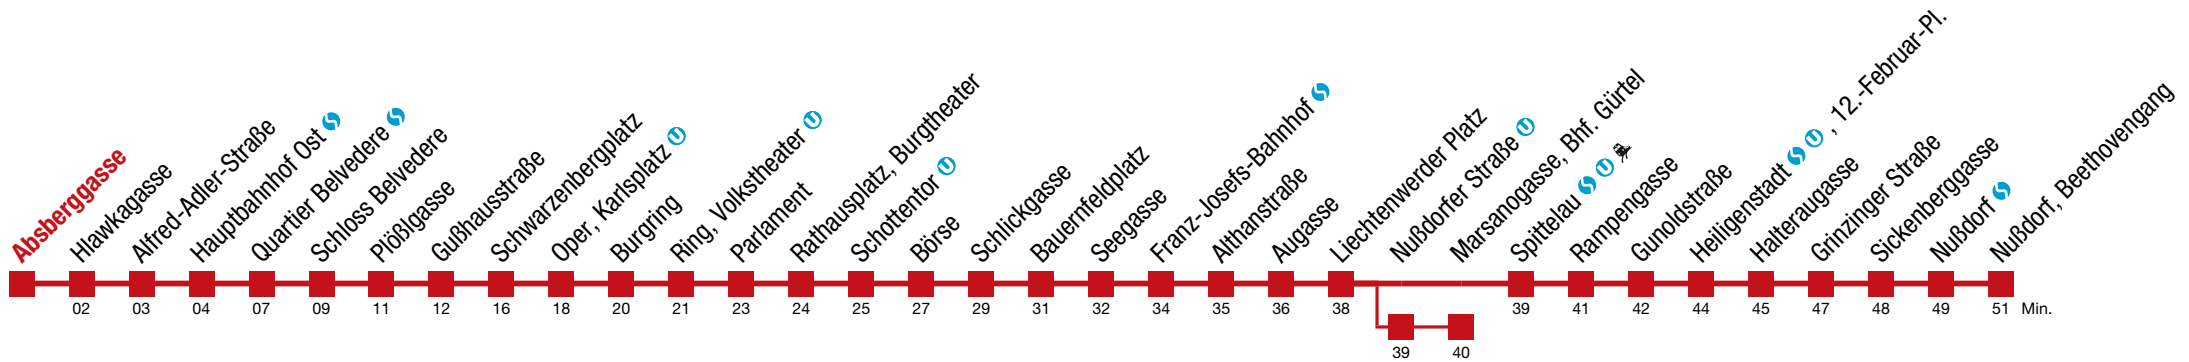 Absberggasse
Hlawkagasse
Alfred-Adler-Straße
Hauptbahnhof Ost
Quartier Belvedere
Schloss Belvedere
Plößlgasse
Gußhausstraße
Schwarzenbergplatz
Oper, Karlsplatz U
Burgring
Ring, Volkstheater U
Parlament
Rathausplatz, Burgtheater
Schottentor U
Börse
Schlickgasse
Bauernfeldplatz
Seegasse
Franz-Josefs-Bahnhof
Althanstraße
Augasse
Liechtenwerder Platz
Nußdorfer Straße U
Marsanogasse, Bhf. Gürtel
Spittelau U
Rampengasse
Gunoldstraße
Heiligenstadt U , 12.-Februar-Pl.
Halteraugasse
Grinzinger Straße
Sickenberggasse
Nußdorf
Nußdorf, Beethovengang
02 03 04 07 09 11 12 16 18 20 21 23 24 25 27 29 31 32 34 35 36 38 39 41 42 44 45 47 48 49 51 Min.
39 40